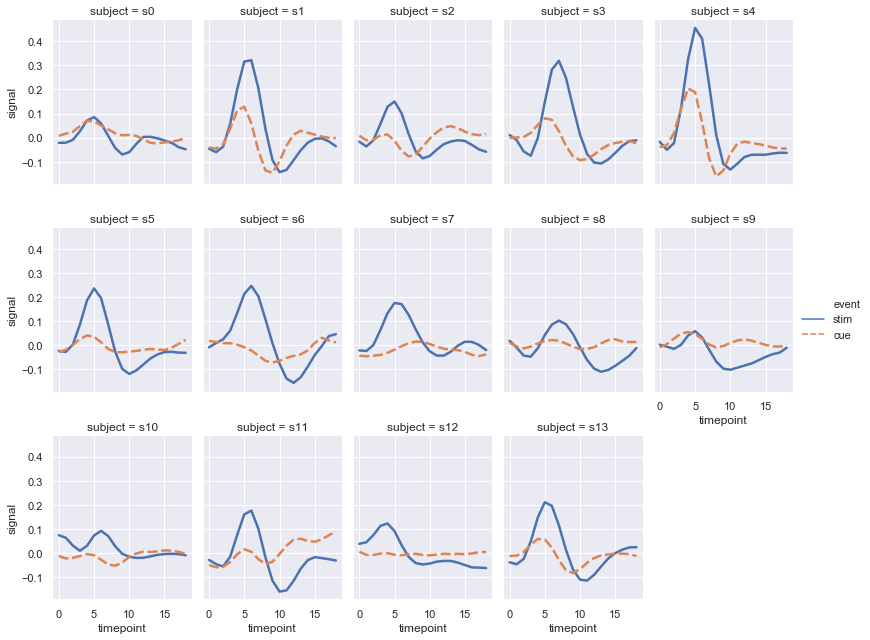 subject = s0 subject = s1 subject = s2 subject = s3 subject = s4
0.4
0.3
0.2
0.1
0.0
−0.1
signal
subject = s5 subject = s6 subject = s7 subject = s8 subject = s9
0.4
0.3
0.2
0.1
0.0
−0.1
signal
0 5 10 15
timepoint
event
stim
cue
subject = s10 subject = s11 subject = s12 subject = s13
0.4
0.3
0.2
0.1
0.0
−0.1
signal
0 5 10 15 0 5 10 15 0 5 10 15 0 5 10 15
timepoint timepoint timepoint timepoint